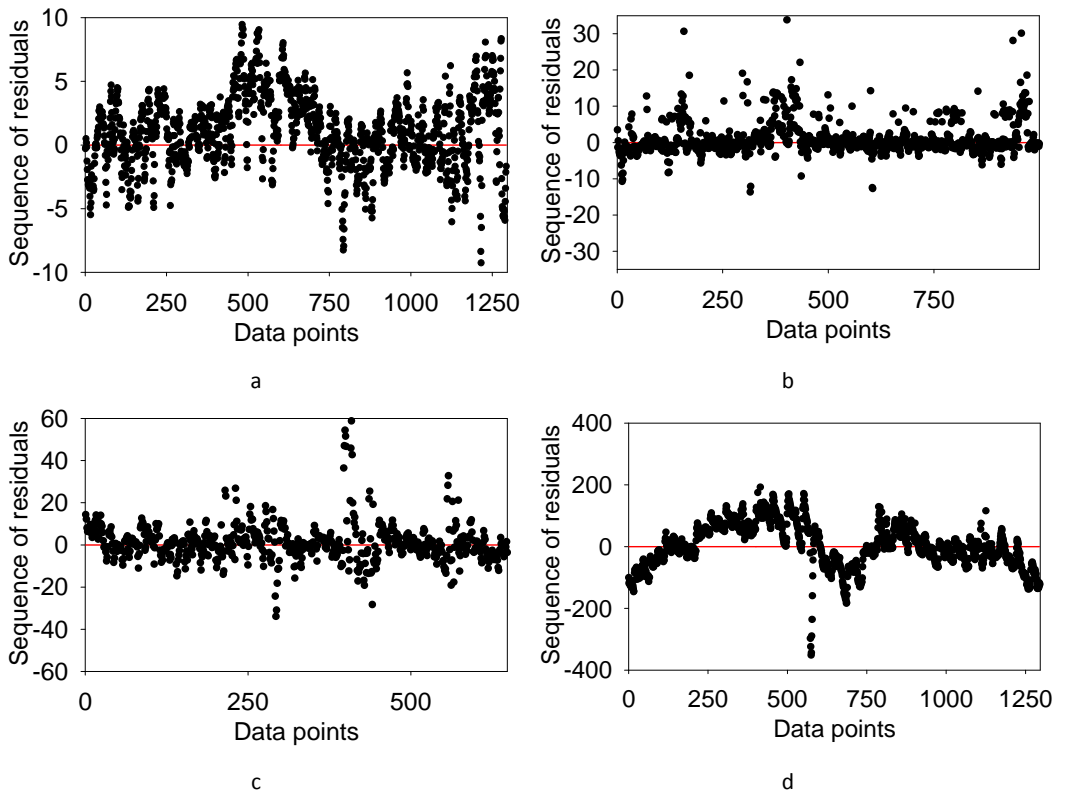 Sequence of residuals
10
5
0
-5
-10
0 250 500 750 1000 1250
Data points
a
Sequence of residuals
30
20
10
0
-10
-20
-30
0 250 500 750
Data points
b
Sequence of residuals
60
40
20
0
-20
-40
-60
0 250 500
Data points
c
Sequence of residuals
400
200
0
-200
-400
0 250 500 750 1000 1250
Data points
d